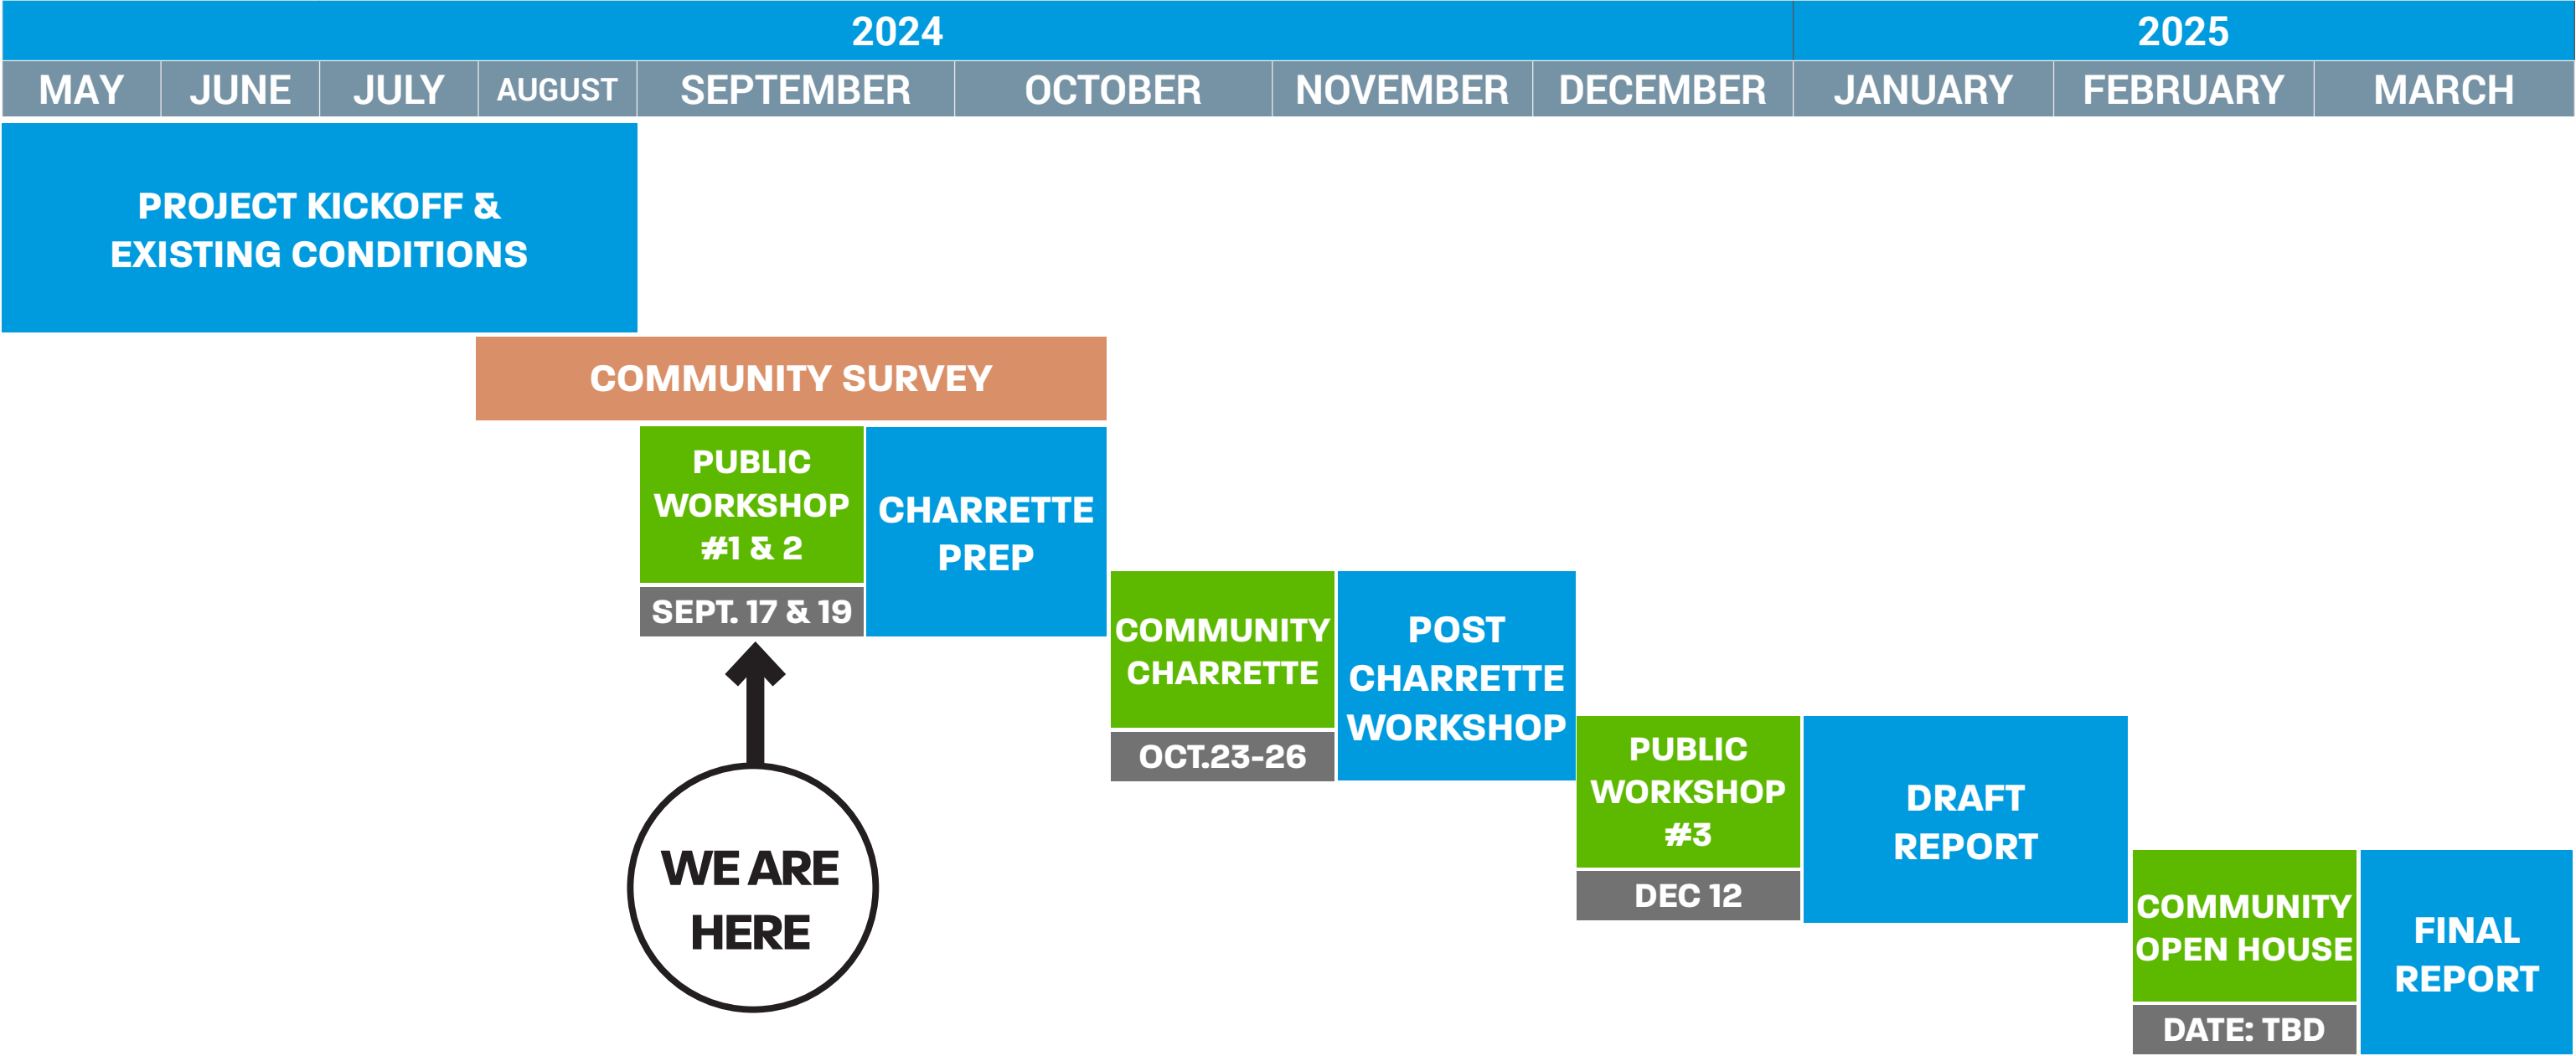 2024
2025
MAY
JUNE
JULY
AUGUST
SEPTEMBER
OCTOBER
NOVEMBER
DECEMBER
JANUARY
FEBRUARY
MARCH
PROJECT KICKOFF &
EXISTING CONDITIONS
COMMUNITY SURVEY
PUBLIC
WORKSHOP
#1 & 2
SEPT. 17 & 19
CHARRETTE
PREP
WE ARE
HERE
COMMUNITY
CHARRETTE
OCT.23-26
POST
CHARRETTE
WORKSHOP
PUBLIC
WORKSHOP
#3
DEC 12
DRAFT
REPORT
COMMUNITY
OPEN HOUSE
DATE: TBD
FINAL
REPORT